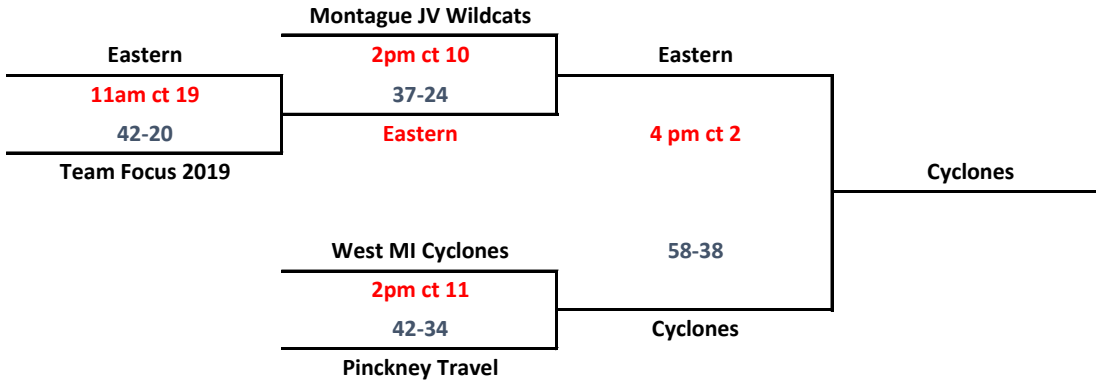 Montague JV Wildcats
Eastern
2pm ct 10
Eastern
11am ct 19
37-24
42-20
Eastern
4 pm ct 2
Team Focus 2019
Cyclones
West MI Cyclones
58-38
2pm ct 11
42-34
Cyclones
Pinckney Travel